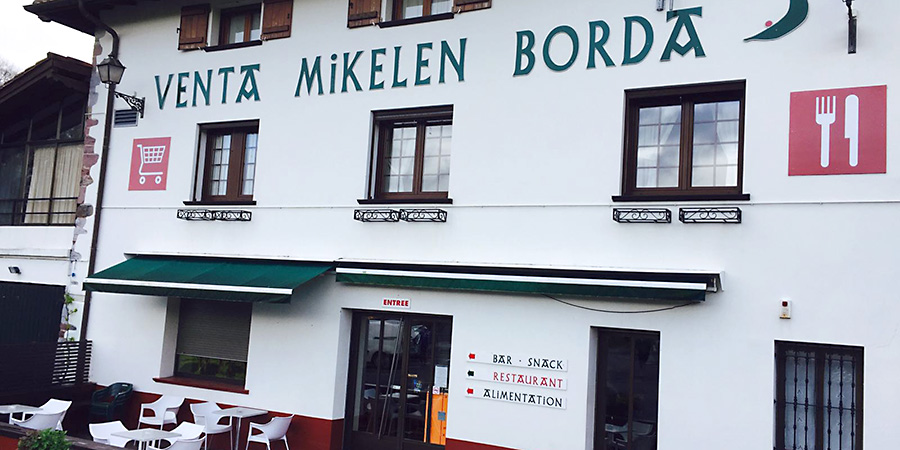 VENTA MiKELEN BORDA
ENTREE
BAR · SNACK
RESTAURANT
ALIMENTATION